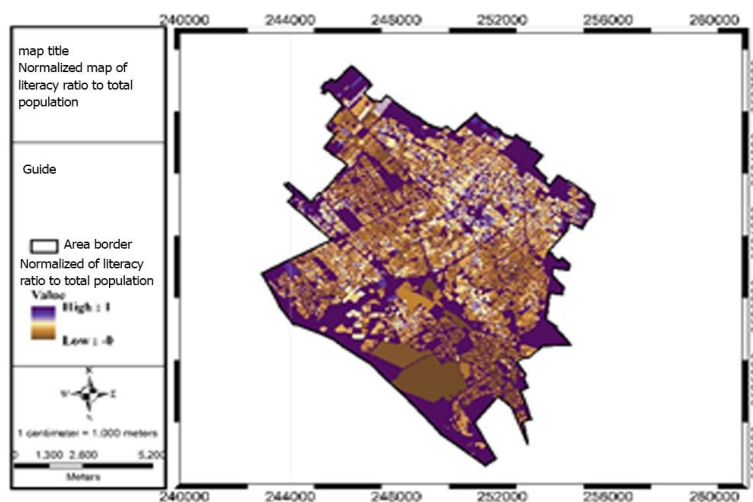 240000 244000 248000 252000 256000 260000
map title
Normalized map of
literacy ratio to total
population
Guide
Area border
Normalized of literacy
ratio to total population
Value
High : 1
Low : -0
N
W E
1 centimeter = 1,000 meters
0 1,300 2,600 5,200
Meters
240000 244000 248000 252000 256000 260000